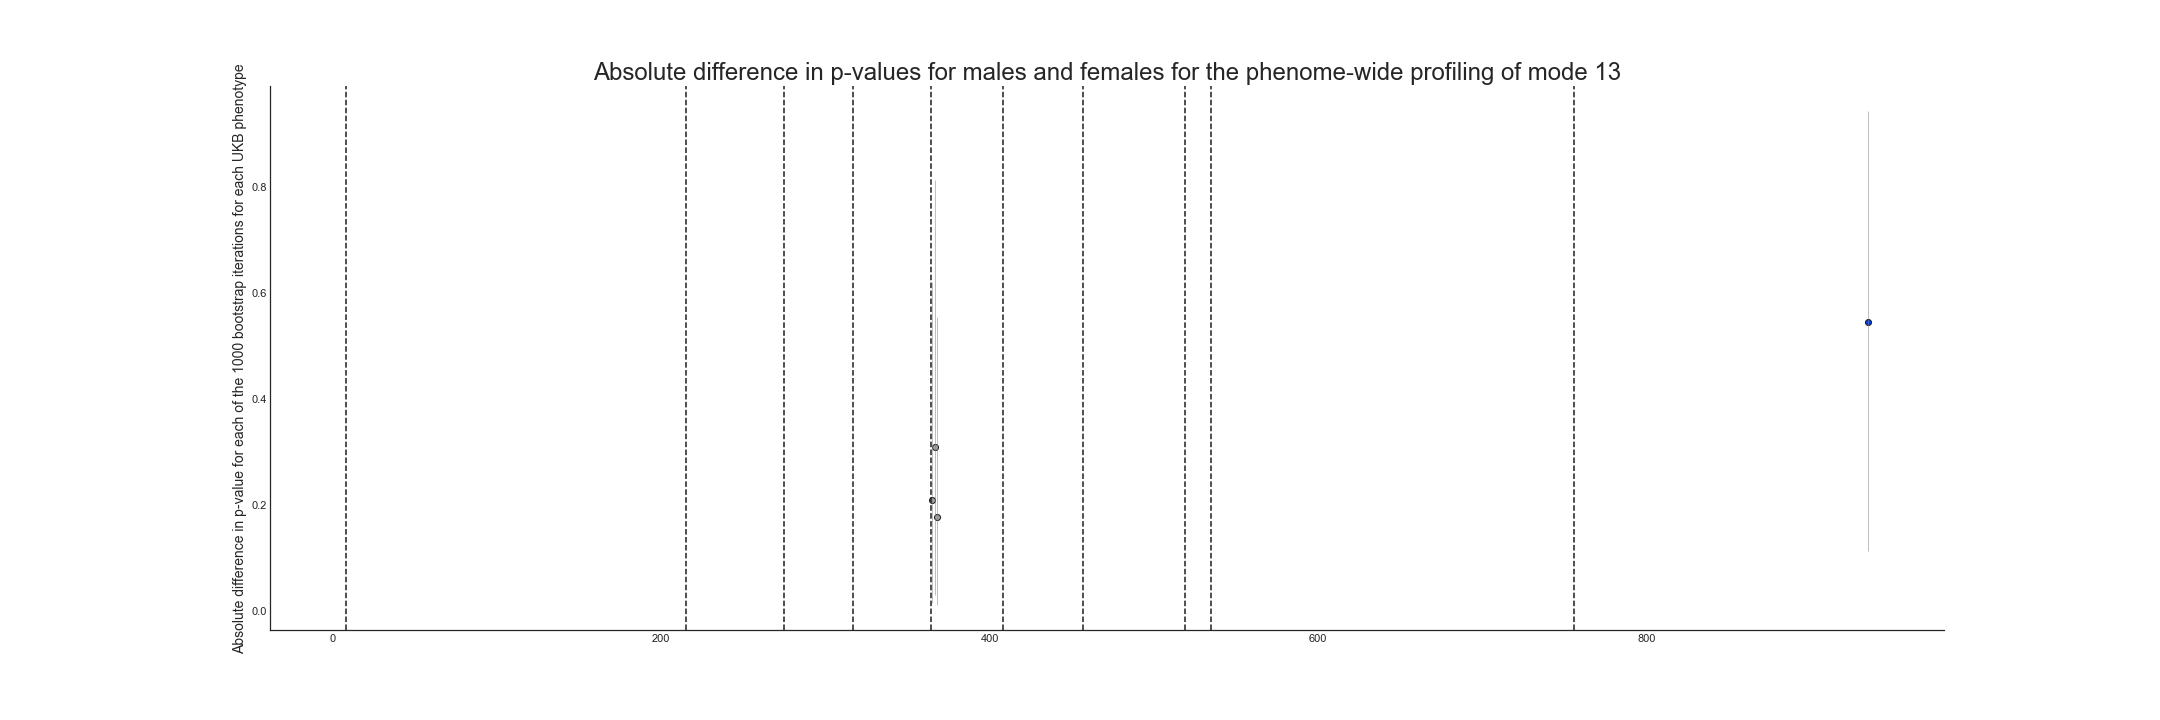 Absolute difference in p-values for males and females for the phenome-wide profiling of mode 13
Absolute difference in p-value for each of the 1000 bootstrap iterations for each UKB phenotype
0.8
0.6
0.4
0.2
0.0
0 200 400 600 800